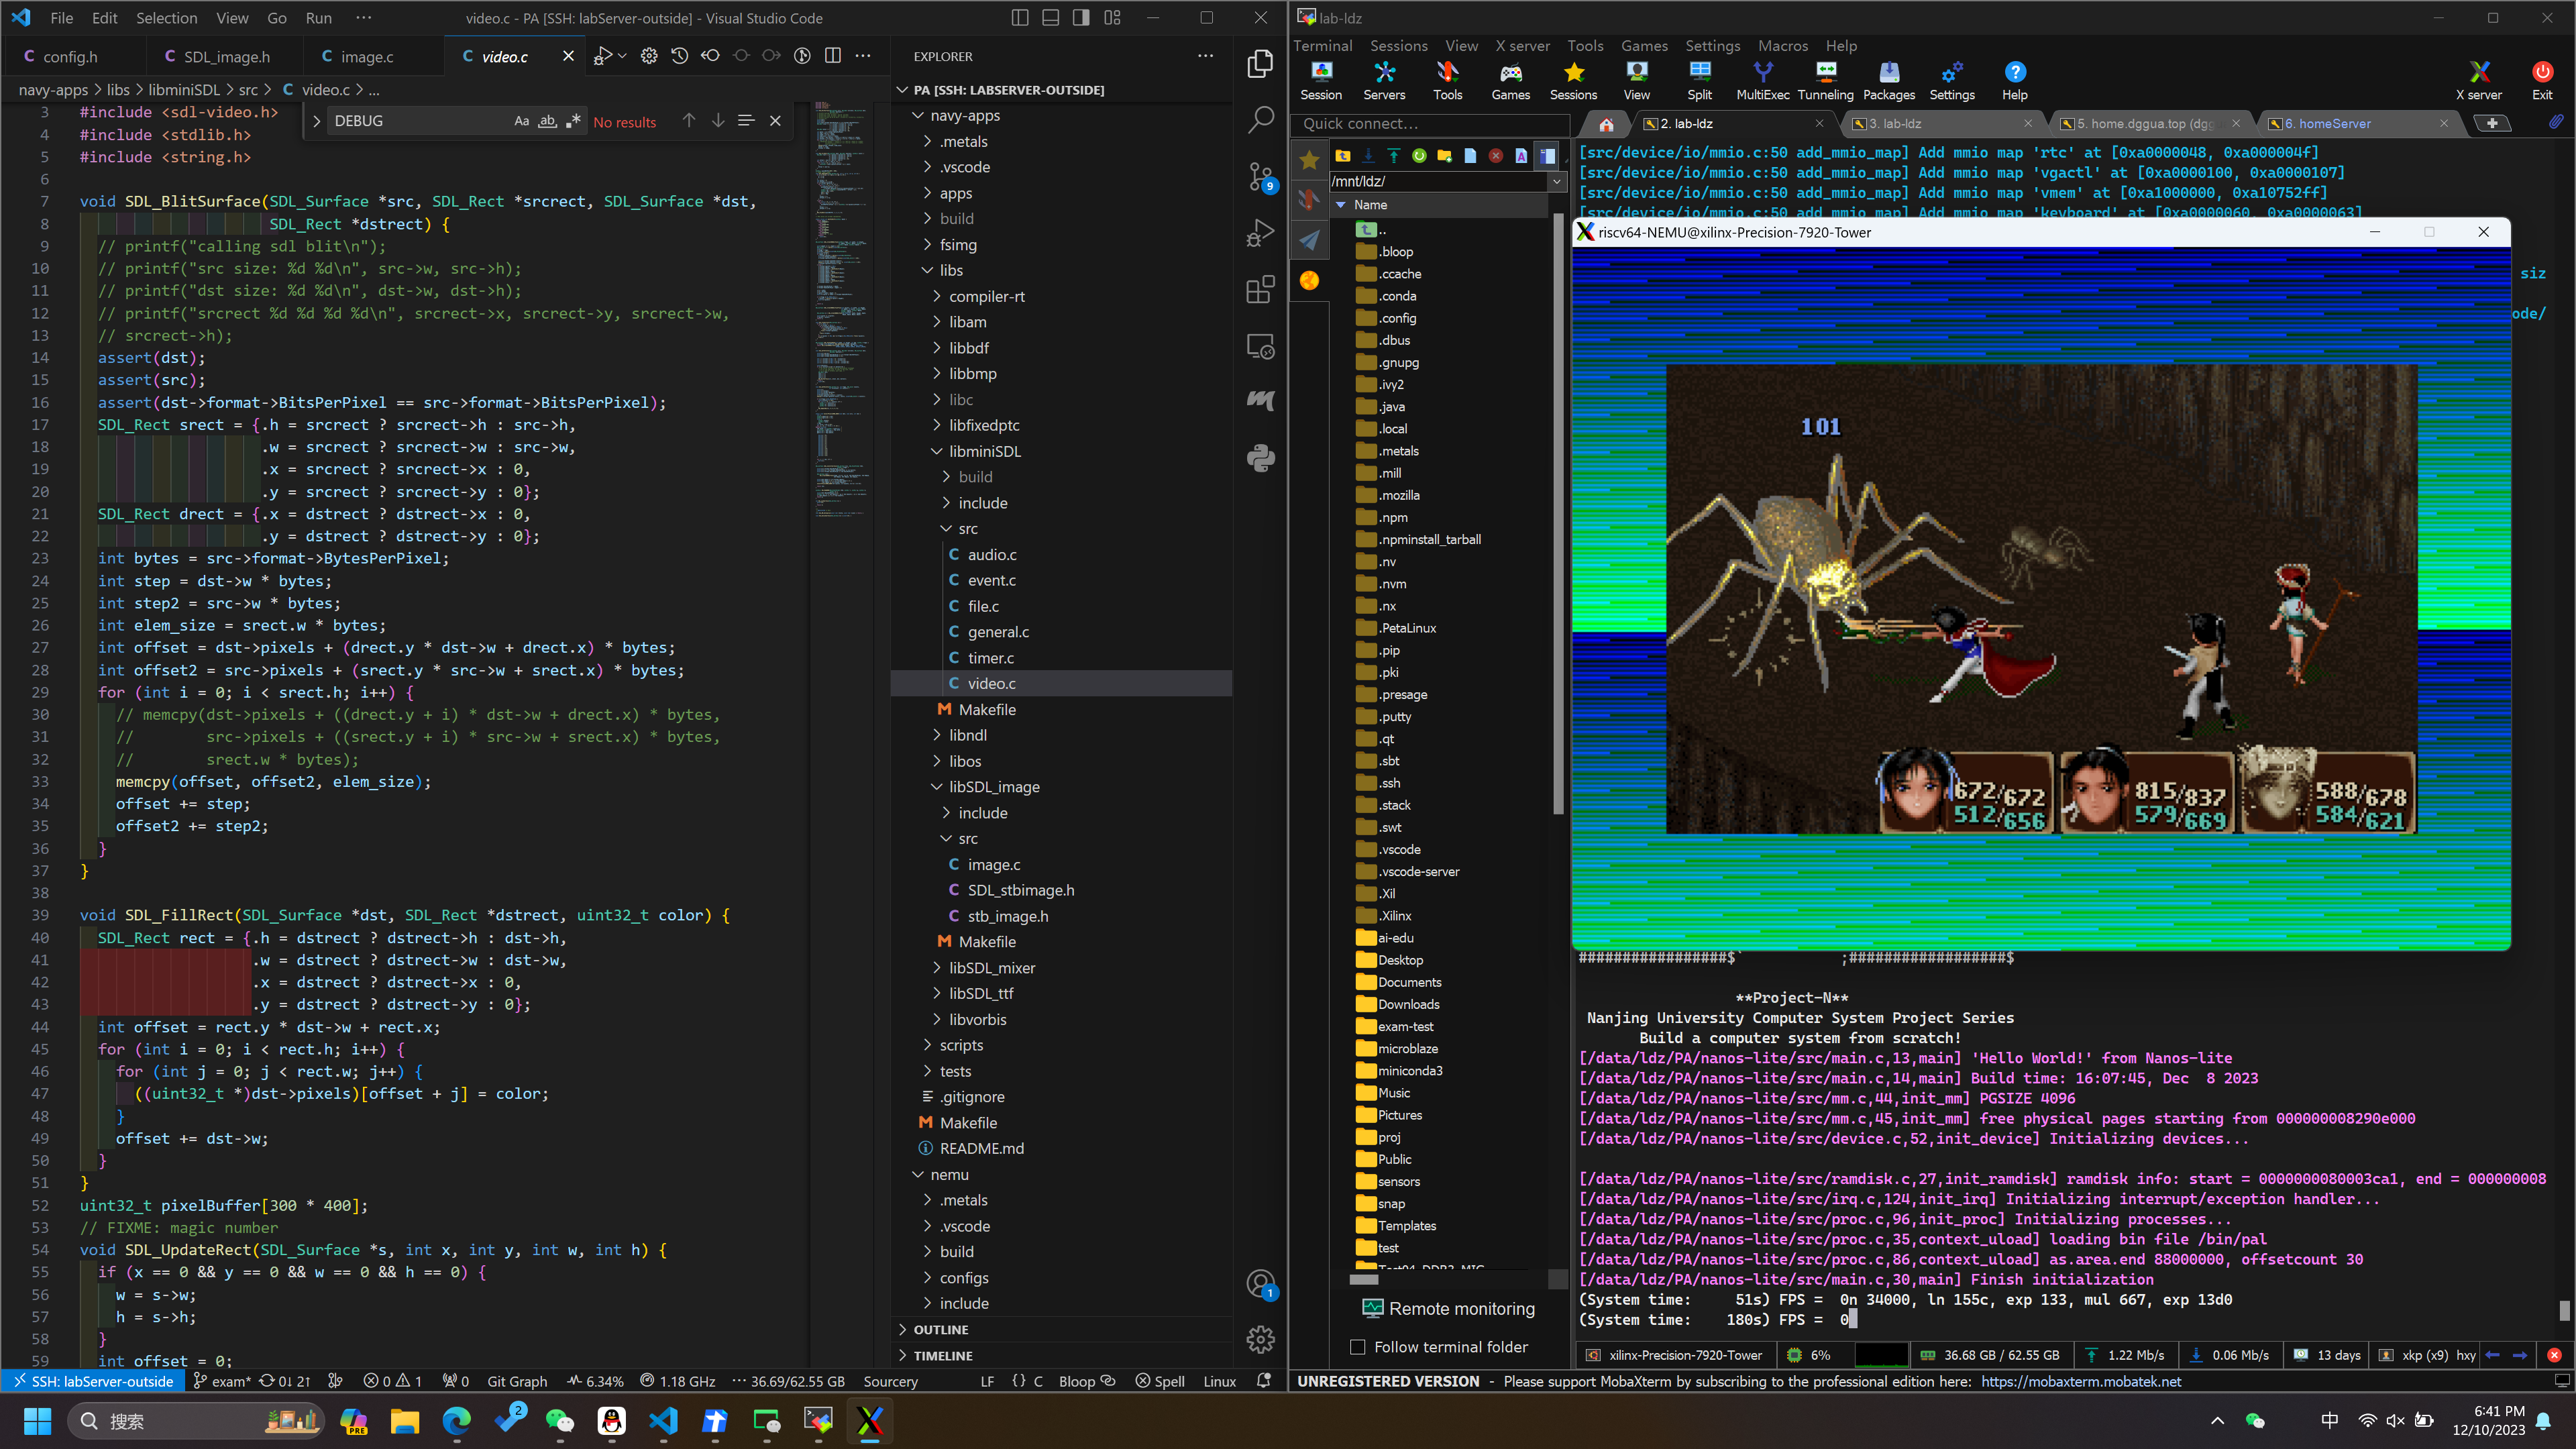 File Edit Selection View Go Run ··· video.c - PA [SSH: labServer-outside] - Visual Studio Code
config.h SDL_image.h image.c video.c
navy-apps > libs > libminiSDL > src > C video.c > ...
DEBUG Aa ab .* No results
3 #include <sdl-video.h>
4 #include <stdlib.h>
5 #include <string.h>
6
7 void SDL_BlitSurface(SDL_Surface *src, SDL_Rect *srcrect, SDL_Surface *dst,
8 SDL_Rect *dstrect) {
9 // printf("calling sdl blit\n");
10 // printf("src size: %d %d\n", src->w, src->h);
11 // printf("dst size: %d %d\n", dst->w, dst->h);
12 // printf("srcrect %d %d %d %d\n", srcrect->x, srcrect->y, srcrect->w,
13 // srcrect->h);
14 assert(dst);
15 assert(src);
16 assert(dst->format->BitsPerPixel == src->format->BitsPerPixel);
17 SDL_Rect srect = {.h = srcrect ? srcrect->h : src->h,
18 .w = srcrect ? srcrect->w : src->w,
19 .x = srcrect ? srcrect->x : 0,
20 .y = srcrect ? srcrect->y : 0};
21 SDL_Rect drect = {.x = dstrect ? dstrect->x : 0,
22 .y = dstrect ? dstrect->y : 0};
23 int bytes = src->format->BytesPerPixel;
24 int step = dst->w * bytes;
25 int step2 = src->w * bytes;
26 int elem_size = srect.w * bytes;
27 int offset = dst->pixels + (drect.y * dst->w + drect.x) * bytes;
28 int offset2 = src->pixels + (srect.y * src->w + srect.x) * bytes;
29 for (int i = 0; i < srect.h; i++) {
30 // memcpy(dst->pixels + ((drect.y + i) * dst->w + drect.x) * bytes,
31 // src->pixels + ((srect.y + i) * src->w + srect.x) * bytes,
32 // srect.w * bytes);
33 memcpy(offset, offset2, elem_size);
34 offset += step;
35 offset2 += step2;
36 }
37 }
38
39 void SDL_FillRect(SDL_Surface *dst, SDL_Rect *dstrect, uint32_t color) {
40 SDL_Rect rect = {.h = dstrect ? dstrect->h : dst->h,
41 .w = dstrect ? dstrect->w : dst->w,
42 .x = dstrect ? dstrect->x : 0,
43 .y = dstrect ? dstrect->y : 0};
44 int offset = rect.y * dst->w + rect.x;
45 for (int i = 0; i < rect.h; i++) {
46 for (int j = 0; j < rect.w; j++) {
47 ((uint32_t *)dst->pixels)[offset + j] = color;
48 }
49 offset += dst->w;
50 }
51 }
52 uint32_t pixelBuffer[300 * 400];
53 // FIXME: magic number
54 void SDL_UpdateRect(SDL_Surface *s, int x, int y, int w, int h) {
55 if (x == 0 && y == 0 && w == 0 && h == 0) {
56 w = s->w;
57 h = s->h;
58 }
59 int offset = 0;
EXPLORER ···
PA [SSH: LABSERVER-OUTSIDE]
navy-apps
.metals
.vscode
apps
build
fsimg
libs
compiler-rt
libam
libbdf
libbmp
libc
libfixedptc
libminiSDL
build
include
src
C audio.c
C event.c
C file.c
C general.c
C timer.c
C video.c
M Makefile
libndl
libos
libSDL_image
include
src
C image.c
C SDL_stbimage.h
C stb_image.h
M Makefile
libSDL_mixer
libSDL_ttf
libvorbis
scripts
tests
.gitignore
M Makefile
README.md
nemu
.metals
.vscode
build
configs
include
OUTLINE
TIMELINE
9
1
SSH: labServer-outside exam* 0↓ 2↑ 0 1 0 Git Graph 6.34% 1.18 GHz 36.69/62.55 GB Sourcery LF {} C Bloop Spell Linux
lab-ldz
Terminal Sessions View X server Tools Games Settings Macros Help
Session Servers Tools Games Sessions View Split MultiExec Tunneling Packages Settings Help X server Exit
Quick connect... 2. lab-ldz 3. lab-ldz 5. home.dggua.top (dgg 6. homeServer
/mnt/ldz/
Name
..
.bloop
.ccache
.conda
.config
.dbus
.gnupg
.ivy2
.java
.local
.metals
.mill
.mozilla
.npm
.npminstall_tarball
.nv
.nvm
.nx
.PetaLinux
.pip
.pki
.presage
.putty
.qt
.sbt
.ssh
.stack
.swt
.vscode
.vscode-server
.Xil
.Xilinx
ai-edu
Desktop
Documents
Downloads
exam-test
microblaze
miniconda3
Music
Pictures
proj
Public
sensors
snap
Templates
test
Remote monitoring
Follow terminal folder
[src/device/io/mmio.c:50 add_mmio_map] Add mmio map 'rtc' at [0xa0000048, 0xa000004f]
[src/device/io/mmio.c:50 add_mmio_map] Add mmio map 'vgactl' at [0xa0000100, 0xa0000107]
[src/device/io/mmio.c:50 add_mmio_map] Add mmio map 'vmem' at [0xa1000000, 0xa10752ff]
[src/device/io/mmio.c:50 add_mmio_map] Add mmio map 'keyboard' at [0xa0000060, 0xa0000063]
riscv64-NEMU@xilinx-Precision-7920-Tower
siz
ode/
101
672/672
512/656
815/837
579/669
588/678
584/621
#################$` ;##################$
**Project-N**
Nanjing University Computer System Project Series
Build a computer system from scratch!
[/data/ldz/PA/nanos-lite/src/main.c,13,main] 'Hello World!' from Nanos-lite
[/data/ldz/PA/nanos-lite/src/main.c,14,main] Build time: 16:07:45, Dec  8 2023
[/data/ldz/PA/nanos-lite/src/mm.c,44,init_mm] PGSIZE 4096
[/data/ldz/PA/nanos-lite/src/mm.c,45,init_mm] free physical pages starting from 000000008290e000
[/data/ldz/PA/nanos-lite/src/device.c,52,init_device] Initializing devices...
[/data/ldz/PA/nanos-lite/src/ramdisk.c,27,init_ramdisk] ramdisk info: start = 0000000080003ca1, end = 000000008
[/data/ldz/PA/nanos-lite/src/irq.c,124,init_irq] Initializing interrupt/exception handler...
[/data/ldz/PA/nanos-lite/src/proc.c,96,init_proc] Initializing processes...
[/data/ldz/PA/nanos-lite/src/proc.c,35,context_uload] loading bin file /bin/pal
[/data/ldz/PA/nanos-lite/src/proc.c,86,context_uload] as.area.end 88000000, offsetcount 30
[/data/ldz/PA/nanos-lite/src/main.c,30,main] Finish initialization
(System time: 51s) FPS = 0n 34000, ln 155c, exp 133, mul 667, exp 13d0
(System time: 180s) FPS = 0
xilinx-Precision-7920-Tower 6% 36.68 GB / 62.55 GB 1.22 Mb/s 0.06 Mb/s 13 days xkp (x9) hxy
UNREGISTERED VERSION - Please support MobaXterm by subscribing to the professional edition here: https://mobaxterm.mobatek.net
搜索 PRE 2 中 6:41 PM
12/10/2023